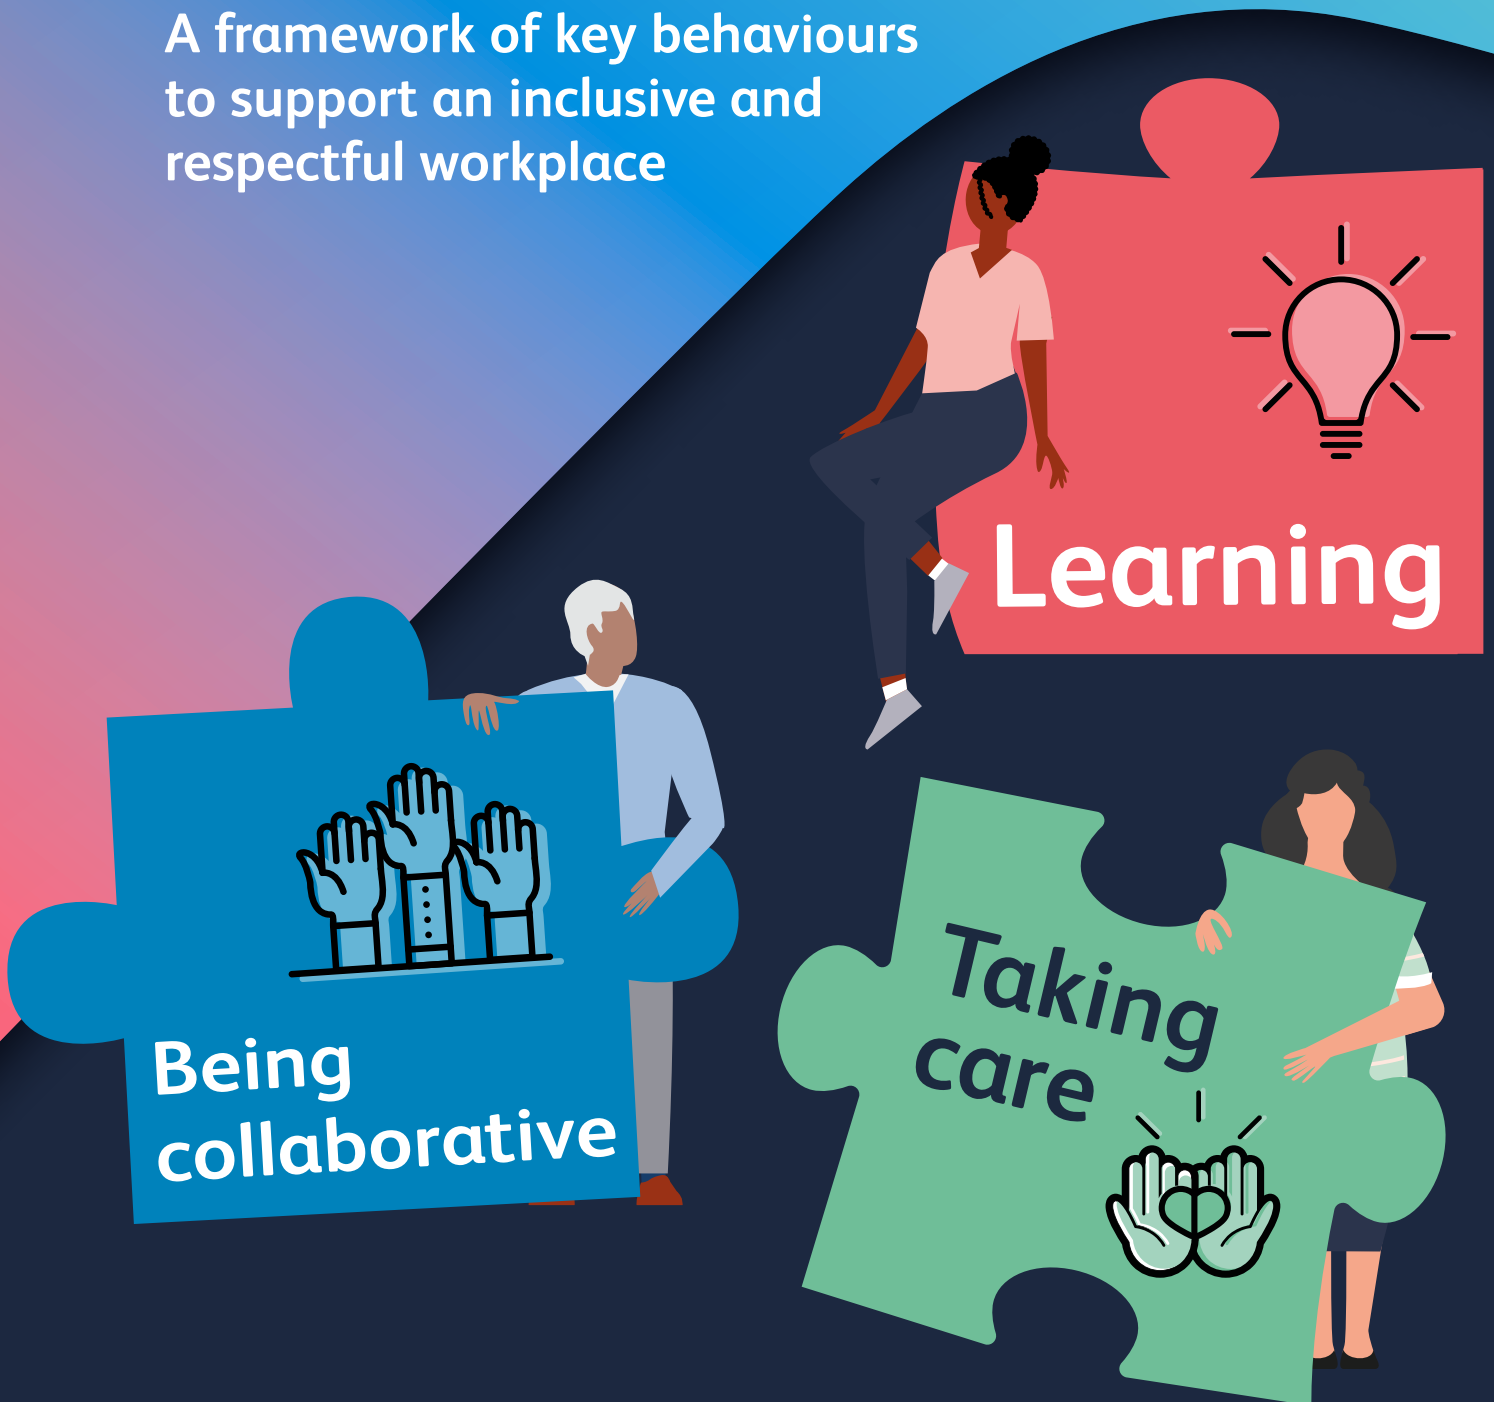 A framework of key behaviours
to support an inclusive and
respectful workplace
Learning
Being
collaborative
Taking
care